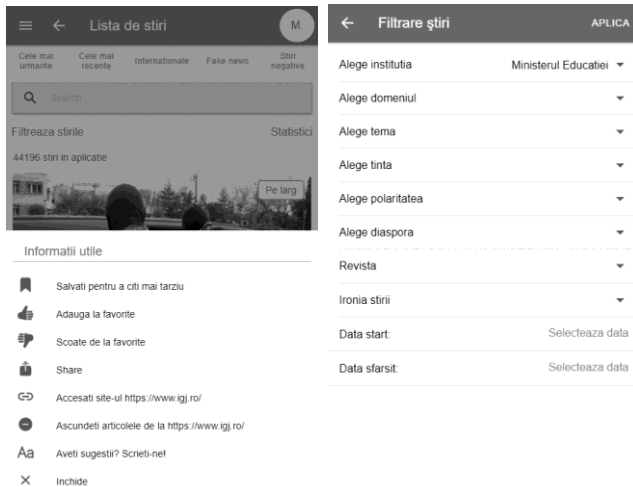 Lista de stiri
M.
Cele mai urmarite
Cele mai recente
Internationale
Fake news
Stiri negative
Search
Filtreaza stirile
Statistici
44196 stiri in aplicatie
Pe larg
Informatii utile
Salvati pentru a citi mai tarziu
Adauga la favorite
Scoate de la favorite
Share
Accesati site-ul https://www.igj.ro/
Ascundeti articolele de la https://www.igj.ro/
Aa Aveti sugestii? Scrieti-ne!
Inchide
Filtrare ştiri
APLICA
Alege institutia
Ministerul Educatiei
Alege domeniul
Alege tema
Alege tinta
Alege polaritatea
Alege diaspora
Revista
Ironia stirii
Data start:
Selecteaza data
Data sfarsit:
Selecteaza data